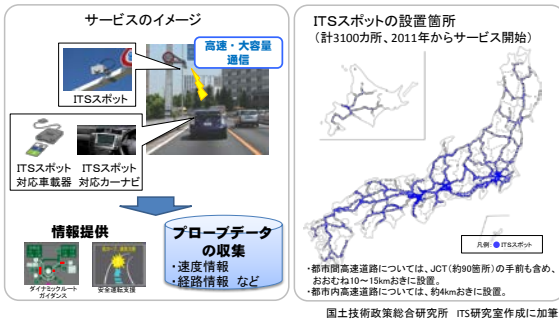 サービスのイメージ
高速・大容量
通信
ITSスポット
ITSスポット
対応車載器
ITSスポット
対応カーナビ
情報提供
ダイナミックルート
ガイダンス
安全運転支援
プローブデータ
の収集
・速度情報
・経路情報 など
ITSスポットの設置箇所
(計3100カ所、2011年からサービス開始)
凡例:●ITSスポット
・都市間高速道路については、JCT(約90箇所)の手前も含め、
おおむね10～15kmおきに設置。
・都市内高速道路については、約4kmおきに設置。
国土技術政策総合研究所 ITS研究室作成に加筆